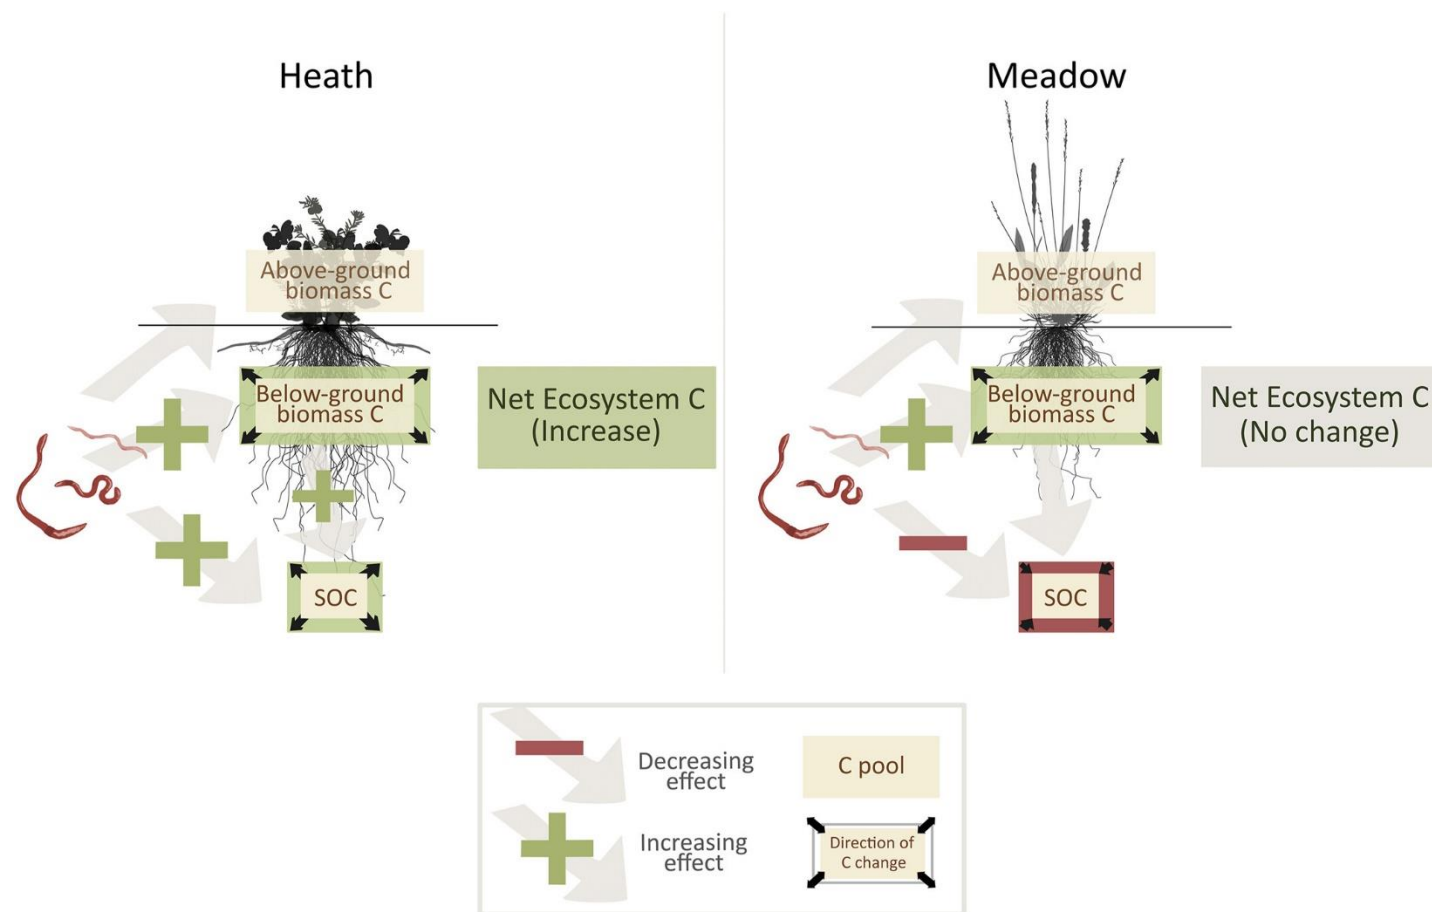 Heath
Above-ground
biomass C
Below-ground
biomass C
Net Ecosystem C
(Increase)
SOC
Meadow
Above-ground
biomass C
Below-ground
biomass C
Net Ecosystem C
(No change)
SOC
Decreasing
effect
C pool
Increasing
effect
Direction of
C change